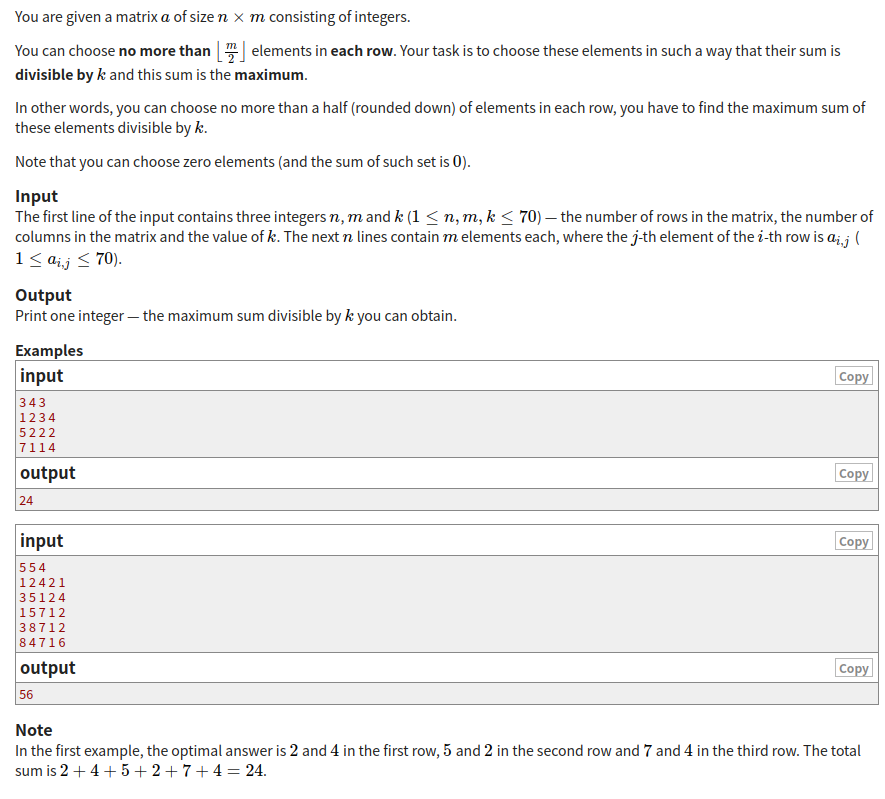 You are given a matrix a of size n × m consisting of integers.
You can choose no more than ⌊m/2⌋ elements in each row. Your task is to choose these elements in such a way that their sum is
divisible by k and this sum is the maximum.
In other words, you can choose no more than a half (rounded down) of elements in each row, you have to find the maximum sum of
these elements divisible by k.
Note that you can choose zero elements (and the sum of such set is 0).
Input
The first line of the input contains three integers n, m and k (1 ≤ n, m, k ≤ 70) — the number of rows in the matrix, the number of
columns in the matrix and the value of k. The next n lines contain m elements each, where the j-th element of the i-th row is a_{i,j} (
1 ≤ a_{i,j} ≤ 70).
Output
Print one integer — the maximum sum divisible by k you can obtain.
Examples
input Copy
3 4 3
1 2 3 4
5 2 2 2
7 1 1 4
output Copy
24
input Copy
5 5 4
1 2 4 2 1
3 5 1 2 4
1 5 7 1 2
3 8 7 1 2
8 4 7 1 6
output Copy
56
Note
In the first example, the optimal answer is 2 and 4 in the first row, 5 and 2 in the second row and 7 and 4 in the third row. The total
sum is 2 + 4 + 5 + 2 + 7 + 4 = 24.